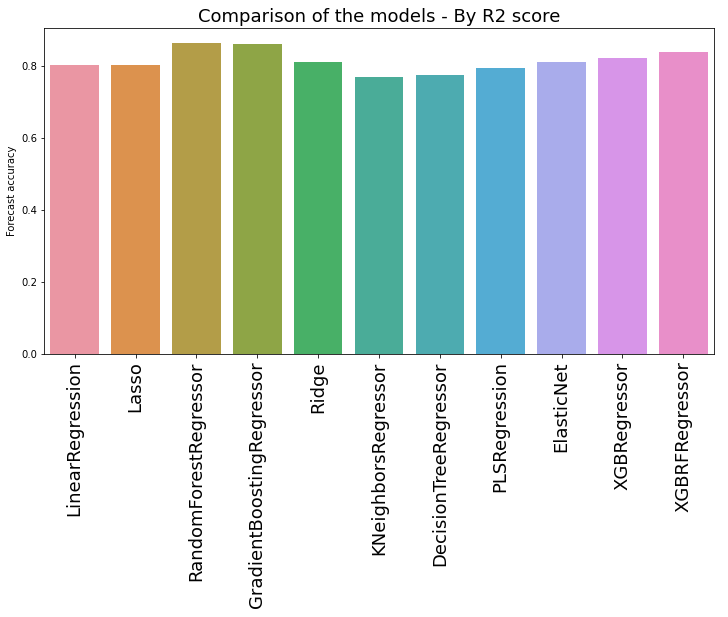 Comparison of the models - By R2 score
Forecast accuracy
0.8
0.6
0.4
0.2
0.0
LinearRegression
Lasso
RandomForestRegressor
GradientBoostingRegressor
Ridge
KNeighborsRegressor
DecisionTreeRegressor
PLSRegression
ElasticNet
XGBRegressor
XGBRFRegressor